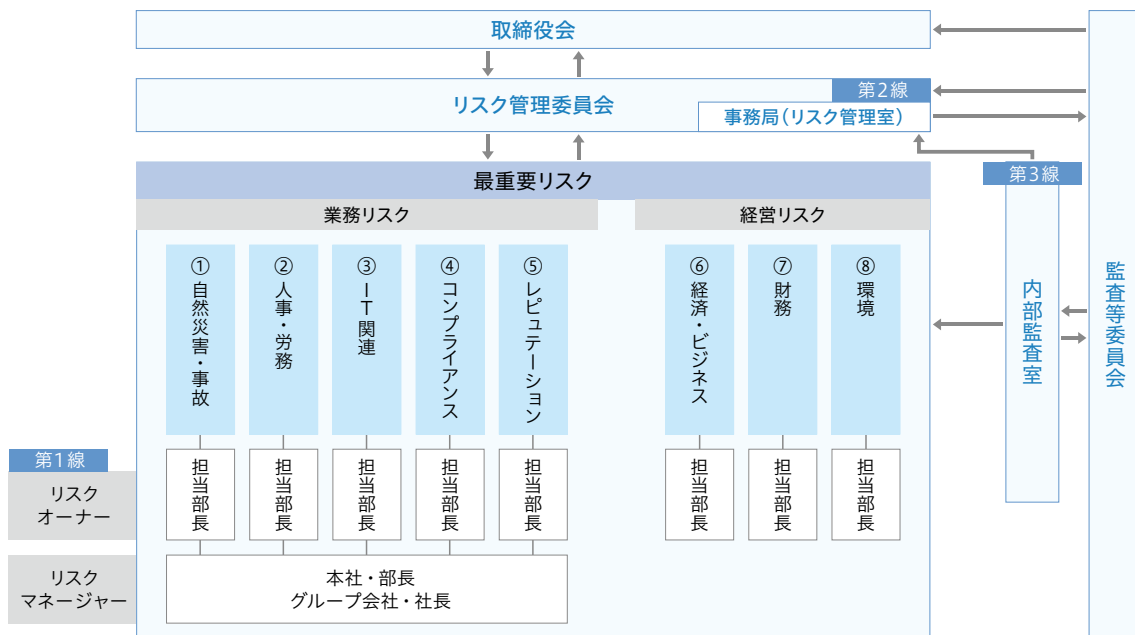 取締役会
リスク管理委員会
第2線
事務局(リスク管理室)
第3線
最重要リスク
業務リスク
経営リスク
①自然災害・事故
②人事・労務
③IT関連
④コンプライアンス
⑤レピュテーション
⑥経済・ビジネス
⑦財務
⑧環境
内部監査室
監査等委員会
第1線
リスク
オーナー
担当部長
担当部長
担当部長
担当部長
担当部長
担当部長
担当部長
担当部長
リスク
マネージャー
本社・部長
グループ会社・社長